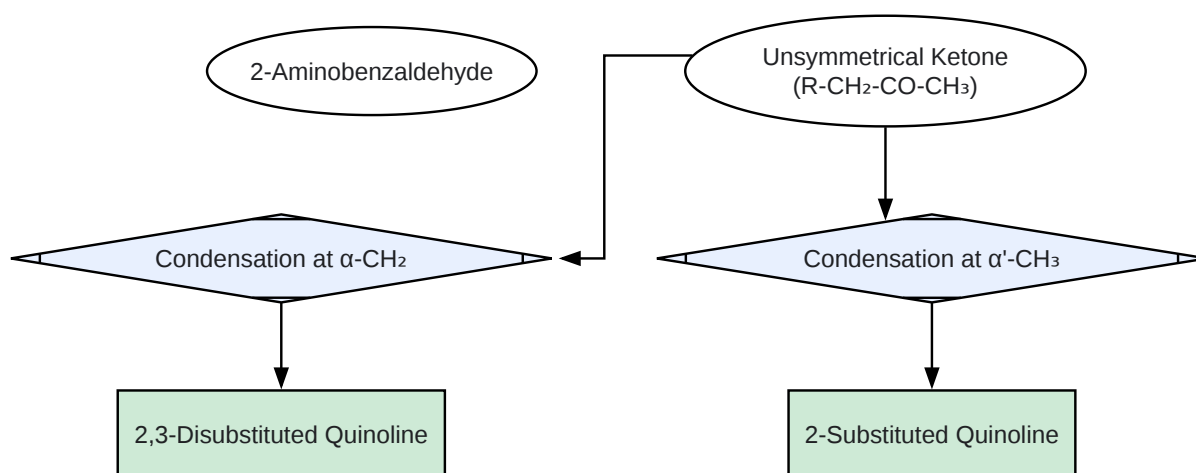 2-Aminobenzaldehyde
Unsymmetrical Ketone
(R-CH₂-CO-CH₃)
Condensation at α-CH₂
Condensation at α'-CH₃
2,3-Disubstituted Quinoline
2-Substituted Quinoline